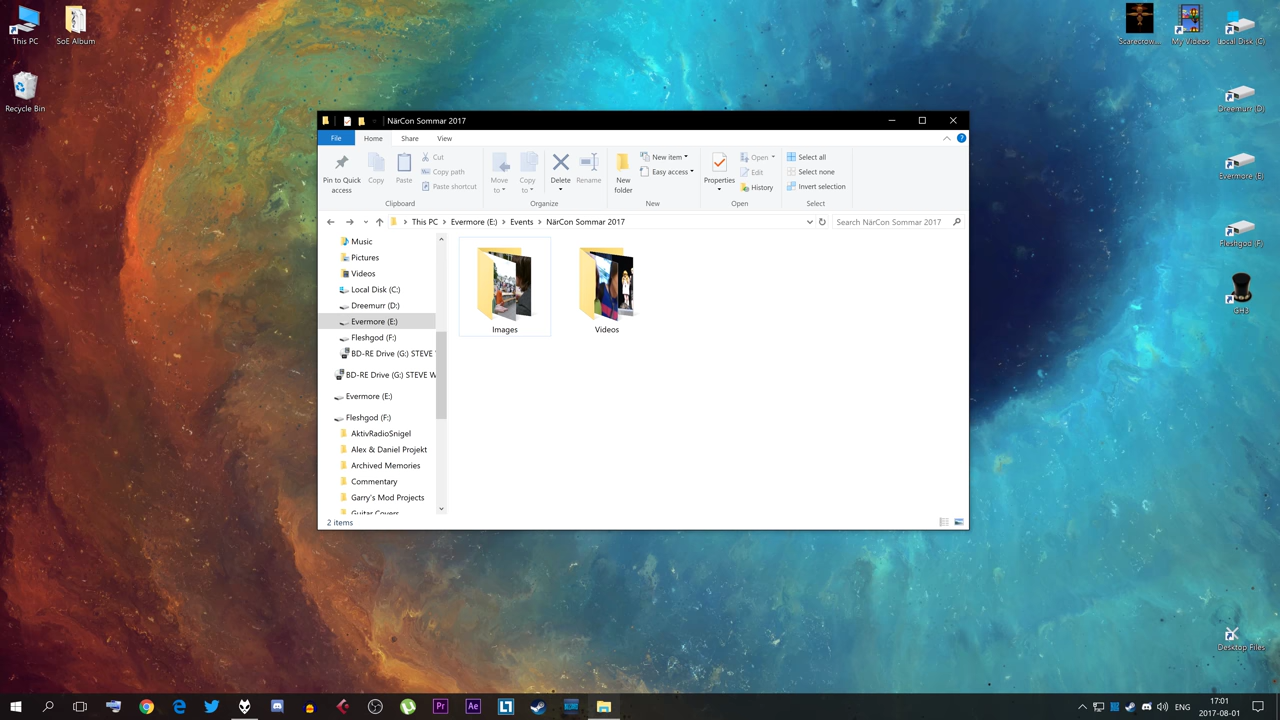 This PC
SoE Album
Recycle Bin
Scarecrow...
My Videos
Local Disk (C)
Dreemurr (D)
Evermore (E)
Fleshgod (F)
GH3
Desktop Files
NärCon Sommar 2017
File
Home
Share
View
Pin to Quick access
Copy
Paste
Cut
Copy path
Paste shortcut
Clipboard
Move to
Copy to
Delete
Rename
Organize
New folder
New item
Easy access
New
Properties
Open
Edit
History
Open
Select all
Select none
Invert selection
Select
This PC > Evermore (E:) > Events > NärCon Sommar 2017
Search NärCon Sommar 2017
Music
Pictures
Videos
Local Disk (C:)
Dreemurr (D:)
Evermore (E:)
Fleshgod (F:)
BD-RE Drive (G:) STEVE
BD-RE Drive (G:) STEVE W
Evermore (E:)
Fleshgod (F:)
AktivRadioSnigel
Alex & Daniel Projekt
Archived Memories
Commentary
Garry's Mod Projects
Guitar Covers
Images
Videos
2 items
Pr
Ae
ENG
17:01
2017-08-01